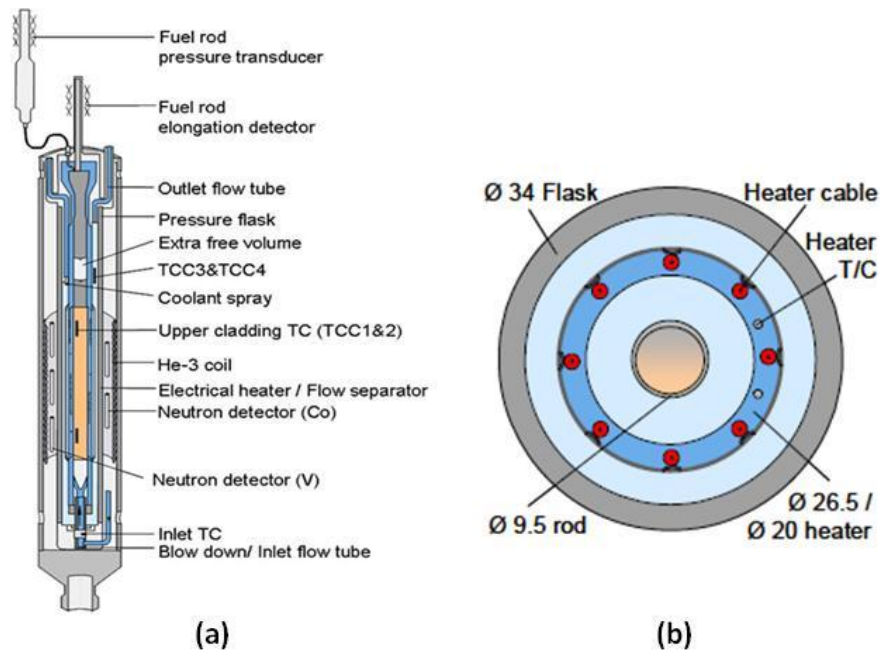 Fuel rod
pressure transducer
Fuel rod
elongation detector
Outlet flow tube
Pressure flask
Extra free volume
TCC3&TCC4
Coolant spray
Upper cladding TC (TCC1&2)
He-3 coil
Electrical heater / Flow separator
Neutron detector (Co)
Neutron detector (V)
Inlet TC
Blow down/ Inlet flow tube
(a)
Ø 34 Flask
Heater cable
Heater
T/C
Ø 9.5 rod
Ø 26.5 /
Ø 20 heater
(b)